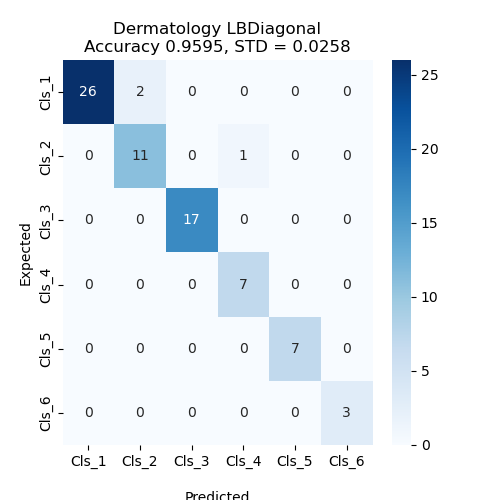 Dermatology LBDiagonal
Accuracy 0.9595, STD = 0.0258
Expected
Cls_1 26 2 0 0 0 0
Cls_2 0 11 0 1 0 0
Cls_3 0 0 17 0 0 0
Cls_4 0 0 0 7 0 0
Cls_5 0 0 0 0 7 0
Cls_6 0 0 0 0 0 3
Cls_1 Cls_2 Cls_3 Cls_4 Cls_5 Cls_6
Predicted
25
20
15
10
5
0